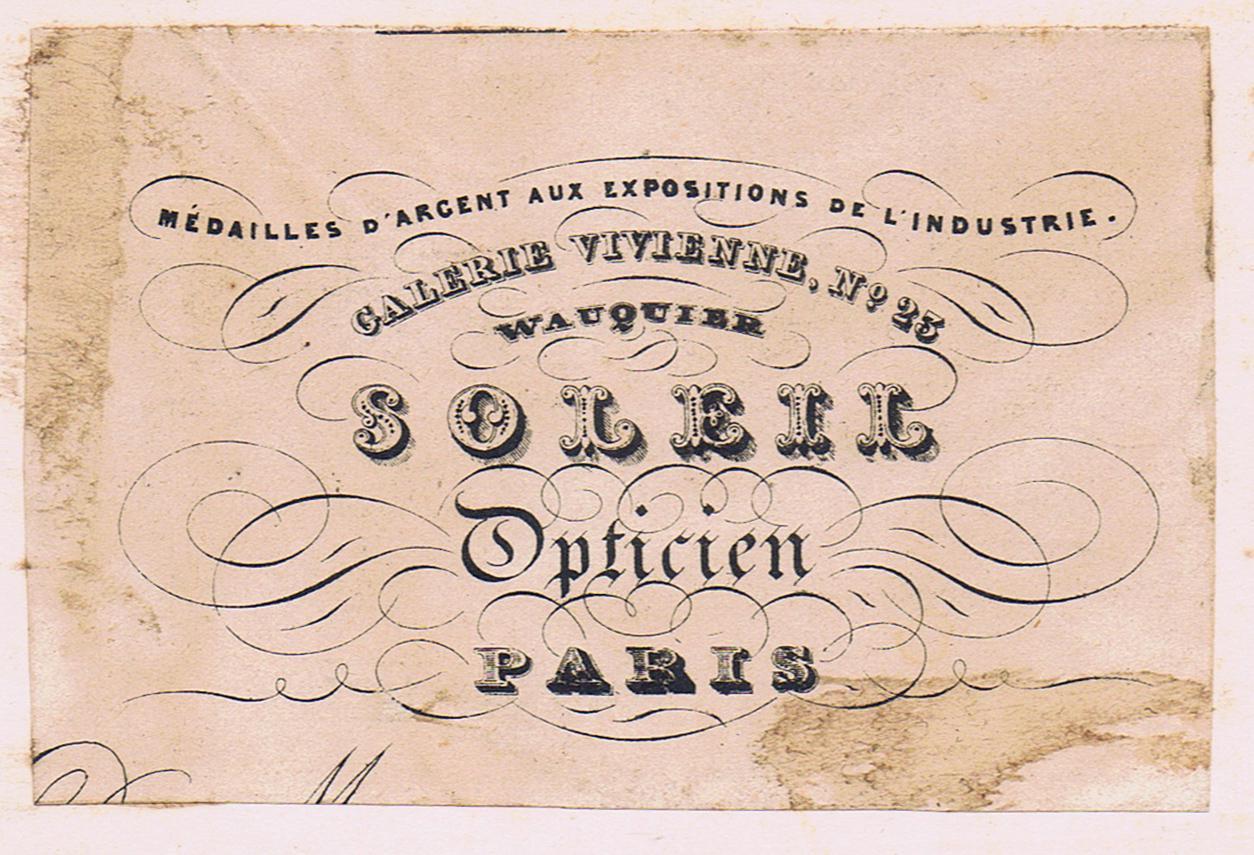 MÉDAILLES D'ARGENT AUX EXPOSITIONS DE L'INDUSTRIE.
GALERIE VIVIENNE, No 23
WAUQUIER
SOLEIL
Opticien
PARIS
M